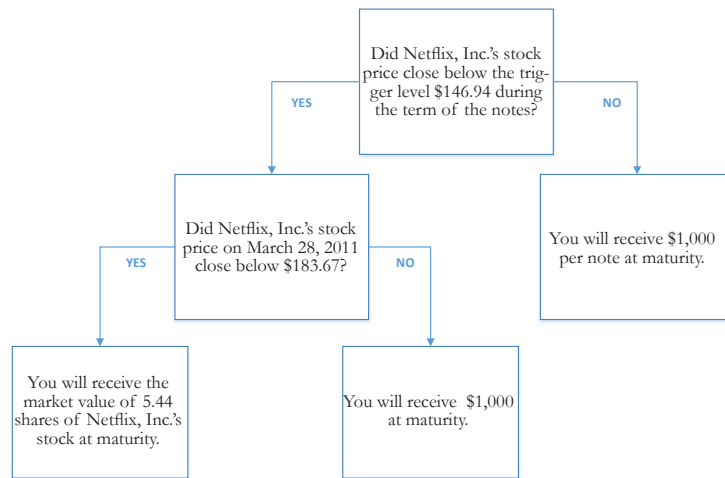 Did Netflix, Inc.'s stock
price close below the trig-
ger level $146.94 during
the term of the notes?
YES
NO
Did Netflix, Inc.'s stock
price on March 28, 2011
close below $183.67?
You will receive $1,000
per note at maturity.
YES
NO
You will receive the
market value of 5.44
shares of Netflix, Inc.'s
stock at maturity.
You will receive $1,000
at maturity.